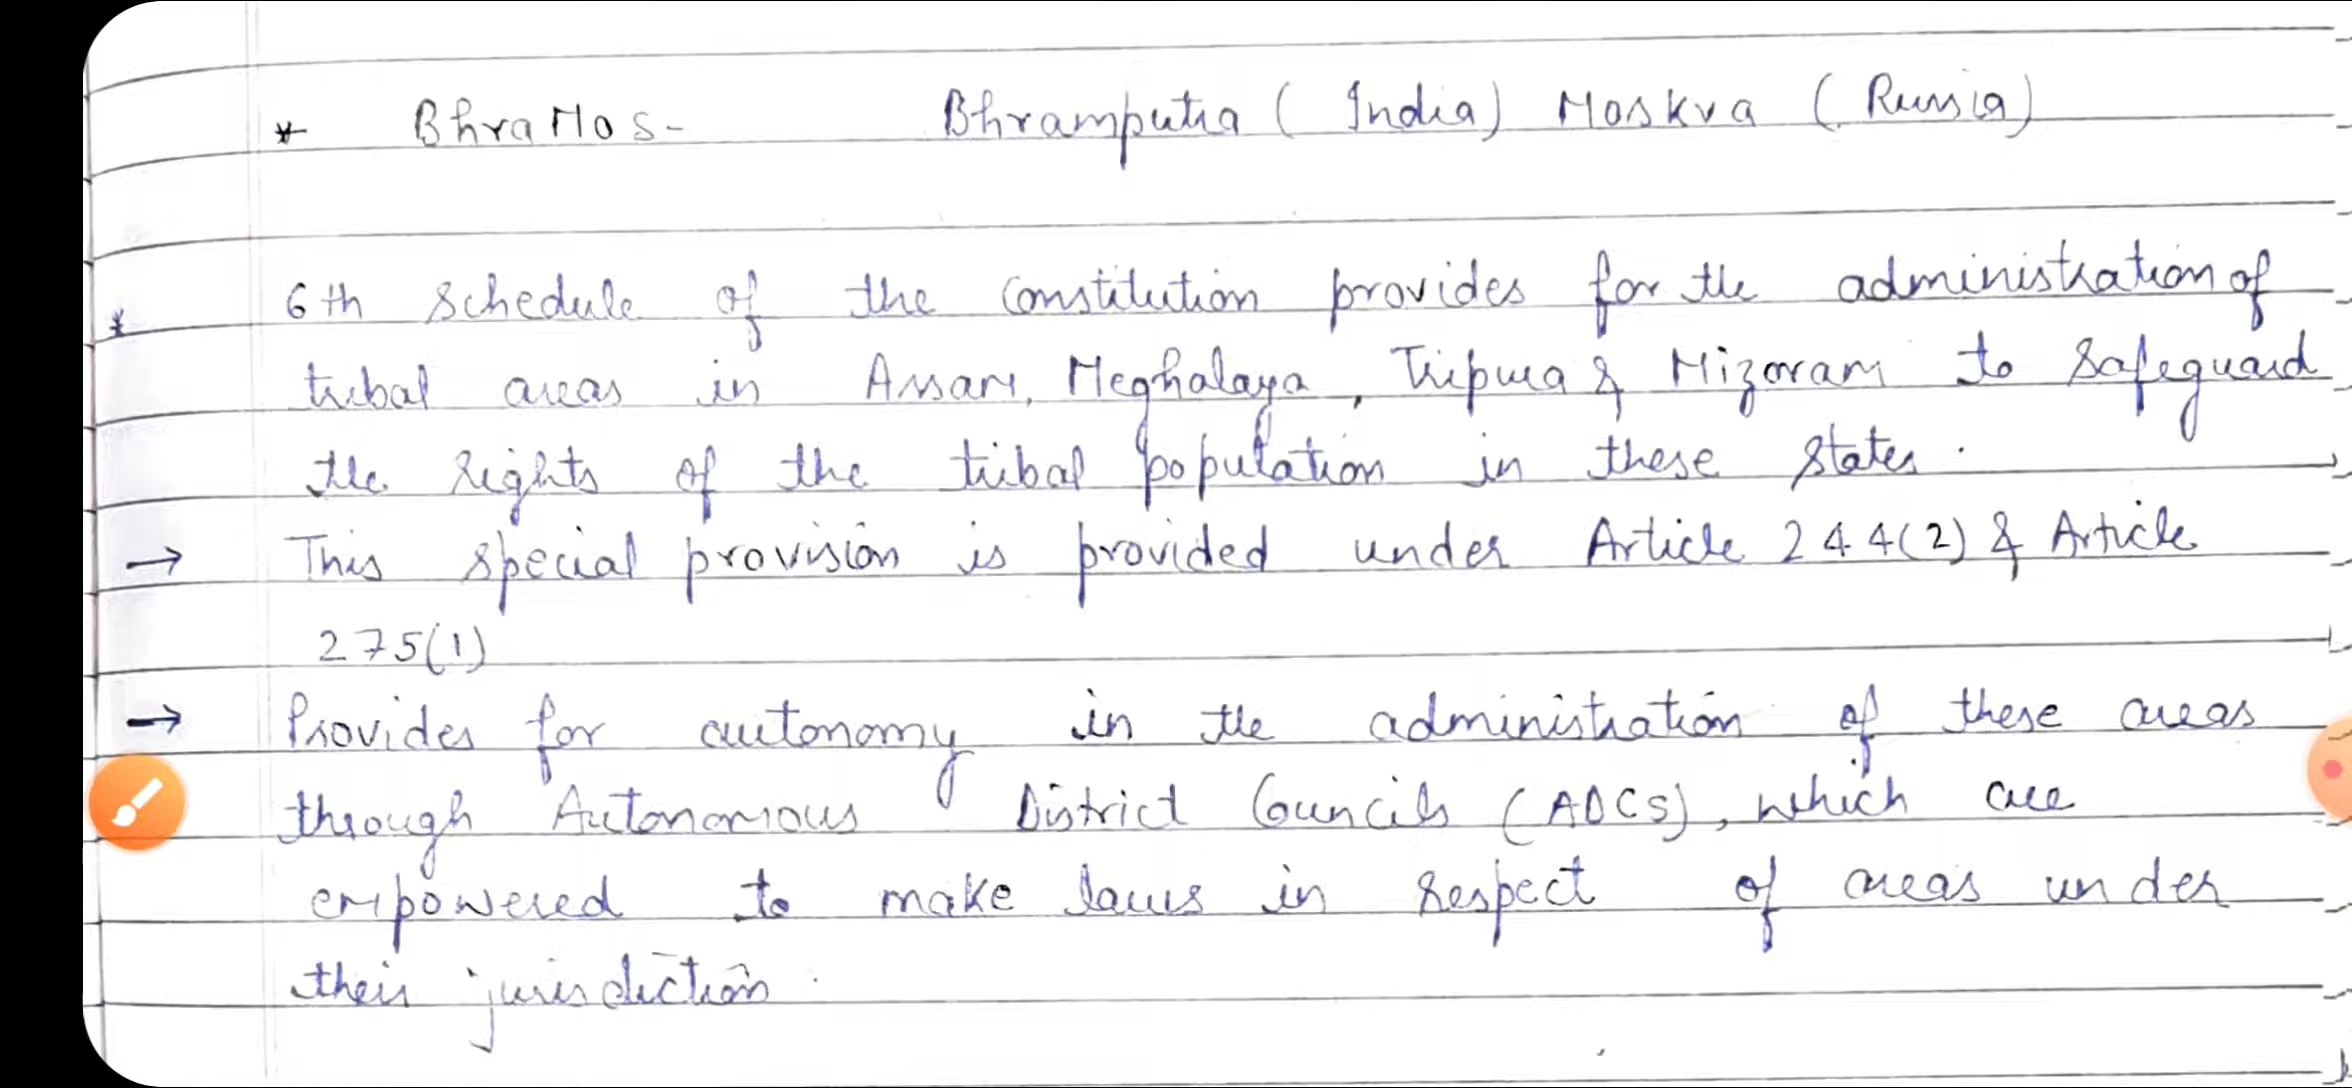 * BhraMos- Bhramputra ( India) Moskva ( Russia)
* 6th schedule of the constitution provides for the administration of
tribal areas in Assam, Meghalaya, Tripura & Mizoram to safeguard
the rights of the tribal population in these states.
→ This special provision is provided under Article 244(2) & Article
275(1)
→ Provides for autonomy in the administration of these areas
through Autonomous District Councils (ADCs), which are
empowered to make laws in respect of areas under
their jurisdiction.